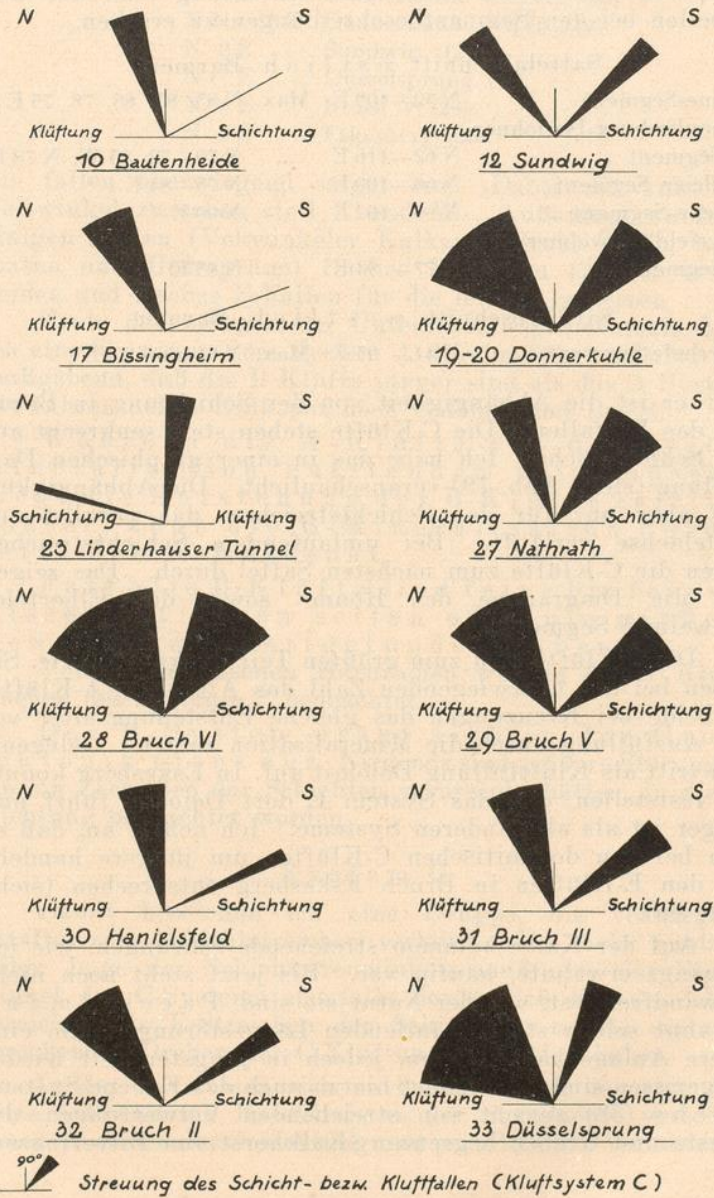 N S N S
Klüftung Schichtung Klüftung Schichtung
10 Bautenheide 12 Sundwig
N S N S
Klüftung Schichtung Klüftung Schichtung
17 Bissingheim 19-20 Donnerkuhle
N S N S
Schichtung Klüftung Klüftung Schichtung
23 Linderhauser Tunnel 27 Nathrath
N S N S
Klüftung Schichtung Klüftung Schichtung
28 Bruch VI 29 Bruch V
N S N S
Klüftung Schichtung Klüftung Schichtung
30 Hanielsfeld 31 Bruch III
N S N S
Klüftung Schichtung Klüftung Schichtung
32 Bruch II 33 Düsselsprung
90° Streuung des Schicht- bezw. Kluftfallen (Kluftsystem C)